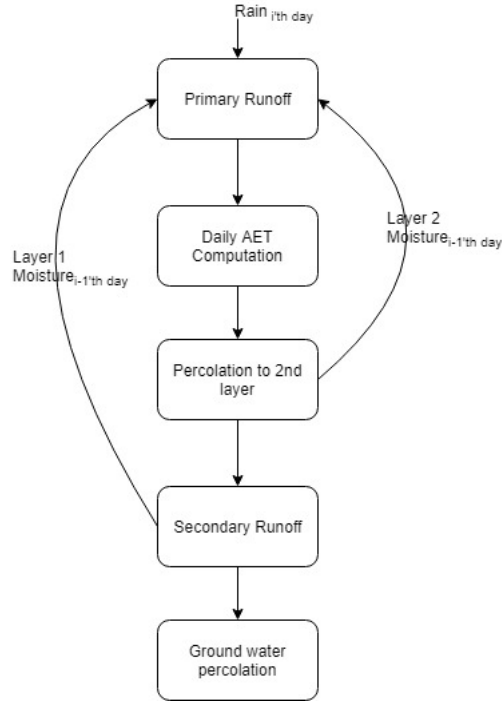 Rain i'th day
Primary Runoff
Layer 2
Moisture i-1'th day
Daily AET
Computation
Layer 1
Moisture i-1'th day
Percolation to 2nd
layer
Secondary Runoff
Ground water
percolation